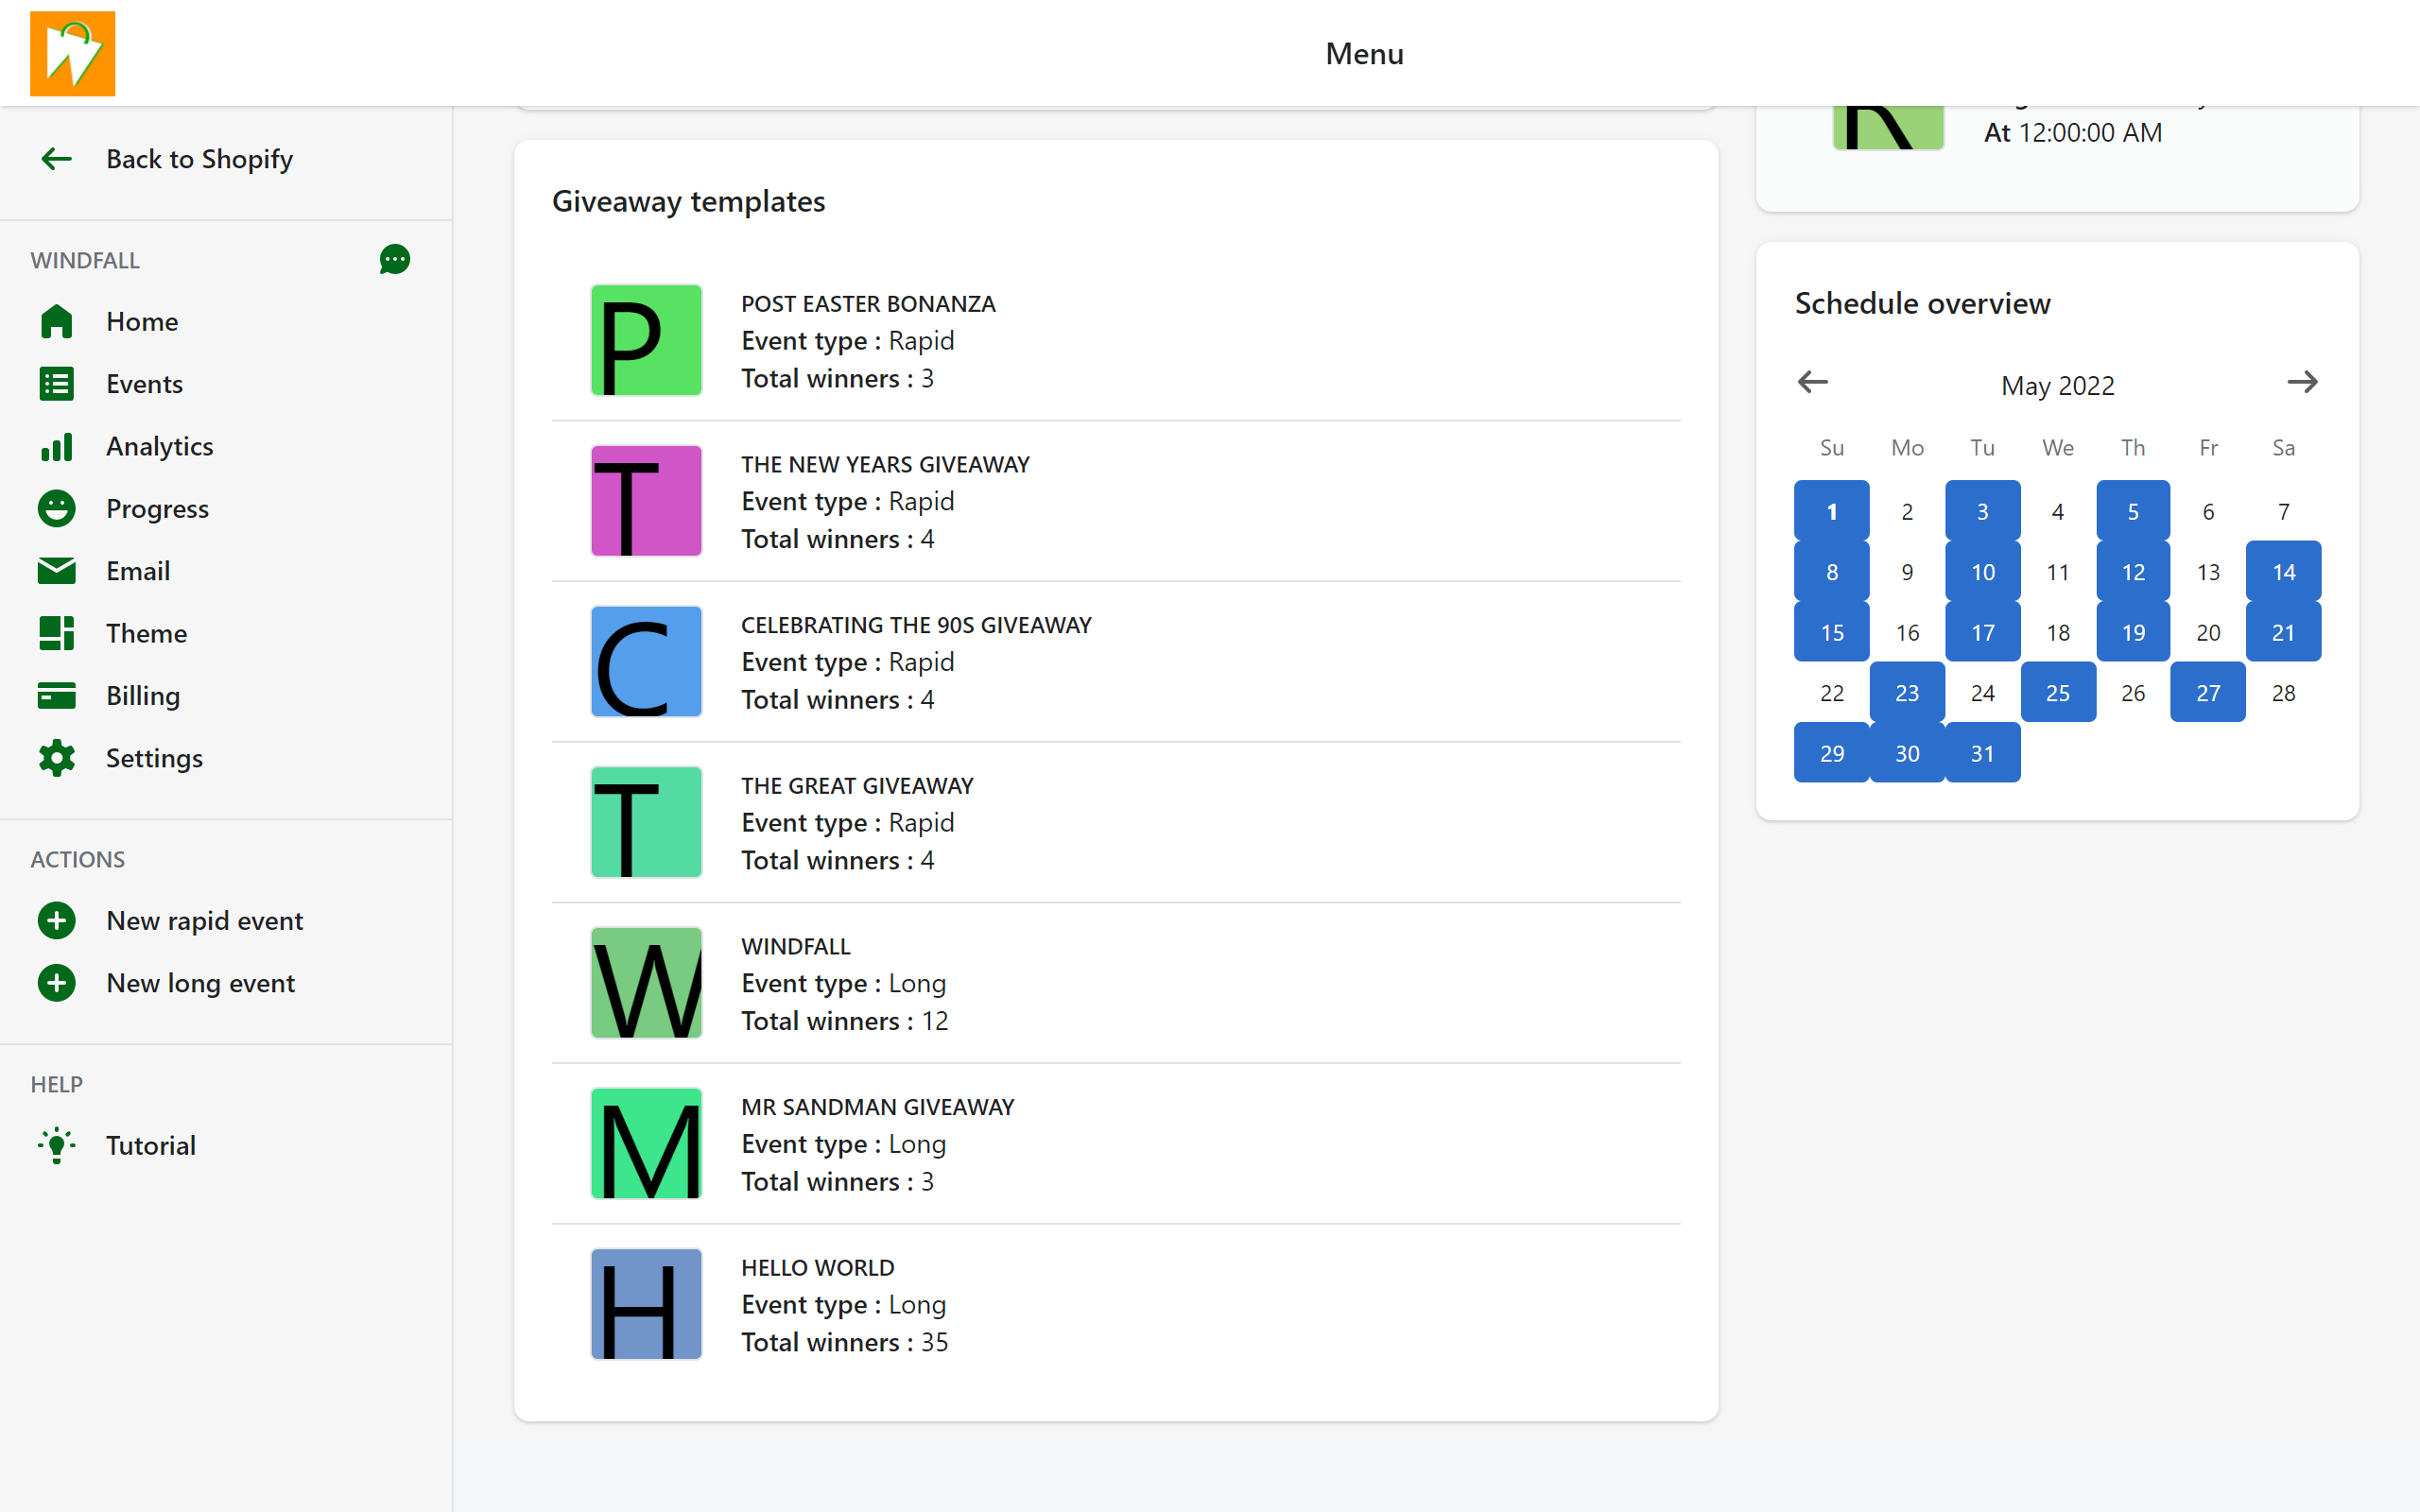 Menu
Back to Shopify
WINDFALL
Home
Events
Analytics
Progress
Email
Theme
Billing
Settings
ACTIONS
New rapid event
New long event
HELP
Tutorial
Giveaway templates
P
POST EASTER BONANZA
Event type : Rapid
Total winners : 3
T
THE NEW YEARS GIVEAWAY
Event type : Rapid
Total winners : 4
C
CELEBRATING THE 90S GIVEAWAY
Event type : Rapid
Total winners : 4
T
THE GREAT GIVEAWAY
Event type : Rapid
Total winners : 4
W
WINDFALL
Event type : Long
Total winners : 12
M
MR SANDMAN GIVEAWAY
Event type : Long
Total winners : 3
H
HELLO WORLD
Event type : Long
Total winners : 35
R
At 12:00:00 AM
Schedule overview
May 2022
Su Mo Tu We Th Fr Sa
1 2 3 4 5 6 7
8 9 10 11 12 13 14
15 16 17 18 19 20 21
22 23 24 25 26 27 28
29 30 31